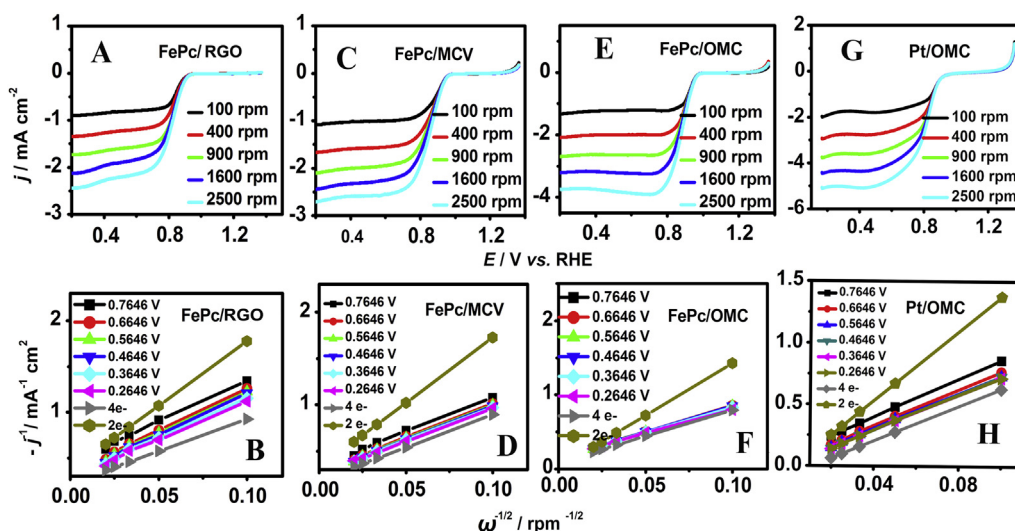 A
FePc/ RGO
100 rpm
400 rpm
900 rpm
1600 rpm
2500 rpm
0
-1
-2
-3
0.4
0.8
1.2
j / mA cm-2
C
FePc/MCV
100 rpm
400 rpm
900 rpm
1600 rpm
2500 rpm
0
-1
-2
-3
0.4
0.8
1.2
E
FePc/OMC
100 rpm
400 rpm
900 rpm
1600 rpm
2500 rpm
0
-2
-4
0.4
0.8
1.2
G
Pt/OMC
100 rpm
400 rpm
900 rpm
1600 rpm
2500 rpm
2
0
-2
-4
-6
0.4
0.8
1.2
E / V vs. RHE
0.7646 V
0.6646 V
0.5646 V
0.4646 V
0.3646 V
0.2646 V
4e-
2e-
FePc/RGO
B
2
1
0.00
0.05
0.10
- j-1/ mA-1 cm2
0.7646 V
0.6646 V
0.5646 V
0.4646 V
0.3646 V
0.2646 V
4 e-
2 e-
FePc/MCV
D
2
1
0.00
0.05
0.10
0.7646 V
0.6646 V
0.5646 V
0.4646 V
0.3646 V
0.2646 V
4 e-
2e-
FePc/OMC
F
2
1
0
0.00
0.05
0.10
0.7646 V
0.6646 V
0.5646 V
0.4646 V
0.3646 V
0.2646 V
4 e-
2 e-
Pt/OMC
H
1.5
1.0
0.5
0.0
0.04
0.08
ω-1/2 / rpm -1/2